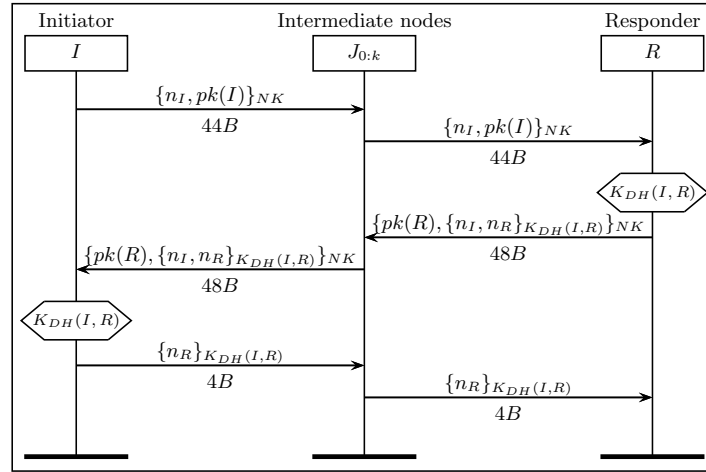 Initiator Intermediate nodes Responder
I J_{0:k} R
{n_I, pk(I)}_{NK}
44B
{n_I, pk(I)}_{NK}
44B
K_{DH}(I, R)
{pk(R), {n_I, n_R}_{K_{DH}(I,R)}}_{NK}
48B
{pk(R), {n_I, n_R}_{K_{DH}(I,R)}}_{NK}
48B
K_{DH}(I, R)
{n_R}_{K_{DH}(I,R)}
4B
{n_R}_{K_{DH}(I,R)}
4B